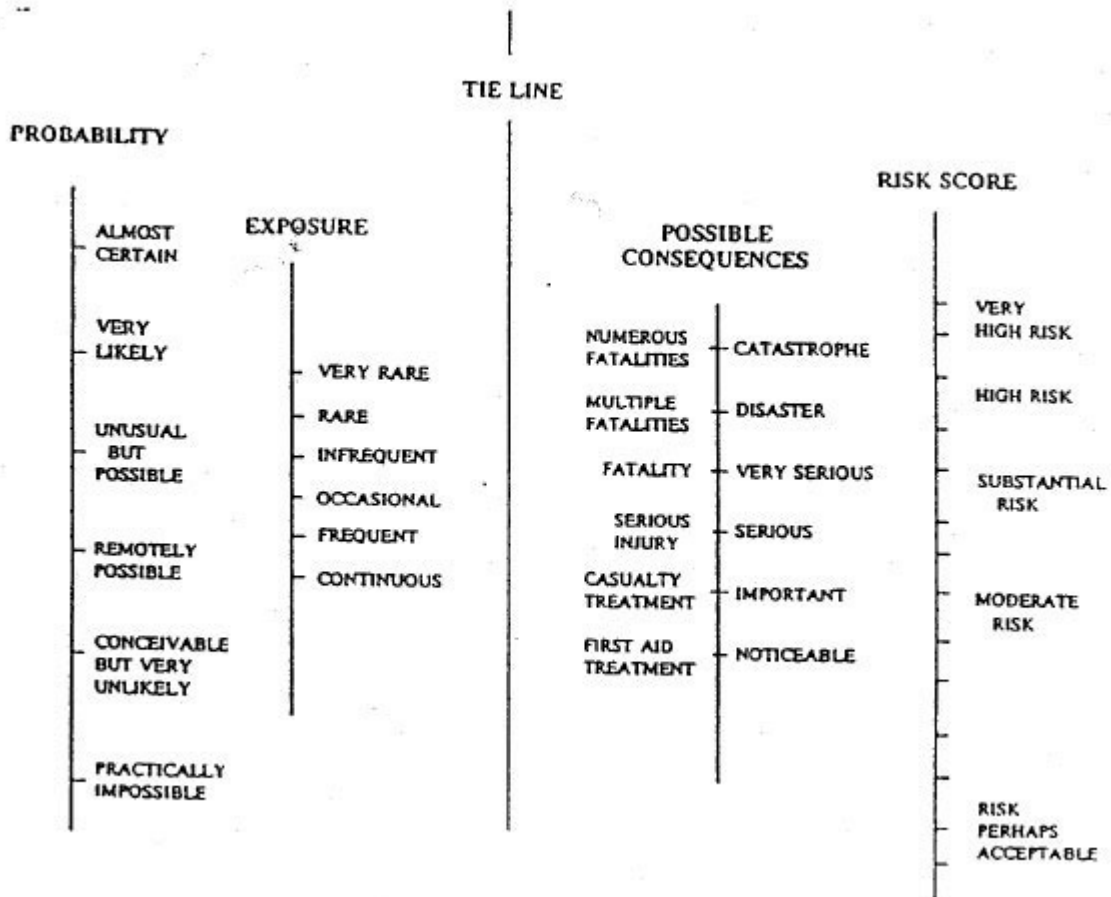 TIE LINE
PROBABILITY
ALMOST
CERTAIN
VERY
LIKELY
UNUSUAL
BUT
POSSIBLE
REMOTELY
POSSIBLE
CONCEIVABLE
BUT VERY
UNLIKELY
PRACTICALLY
IMPOSSIBLE
EXPOSURE
VERY RARE
RARE
INFREQUENT
OCCASIONAL
FREQUENT
CONTINUOUS
POSSIBLE
CONSEQUENCES
NUMEROUS
FATALITIES
CATASTROPHE
MULTIPLE
FATALITIES
DISASTER
FATALITY
VERY SERIOUS
SERIOUS
INJURY
SERIOUS
CASUALTY
TREATMENT
IMPORTANT
FIRST AID
TREATMENT
NOTICEABLE
RISK SCORE
VERY
HIGH RISK
HIGH RISK
SUBSTANTIAL
RISK
MODERATE
RISK
RISK
PERHAPS
ACCEPTABLE